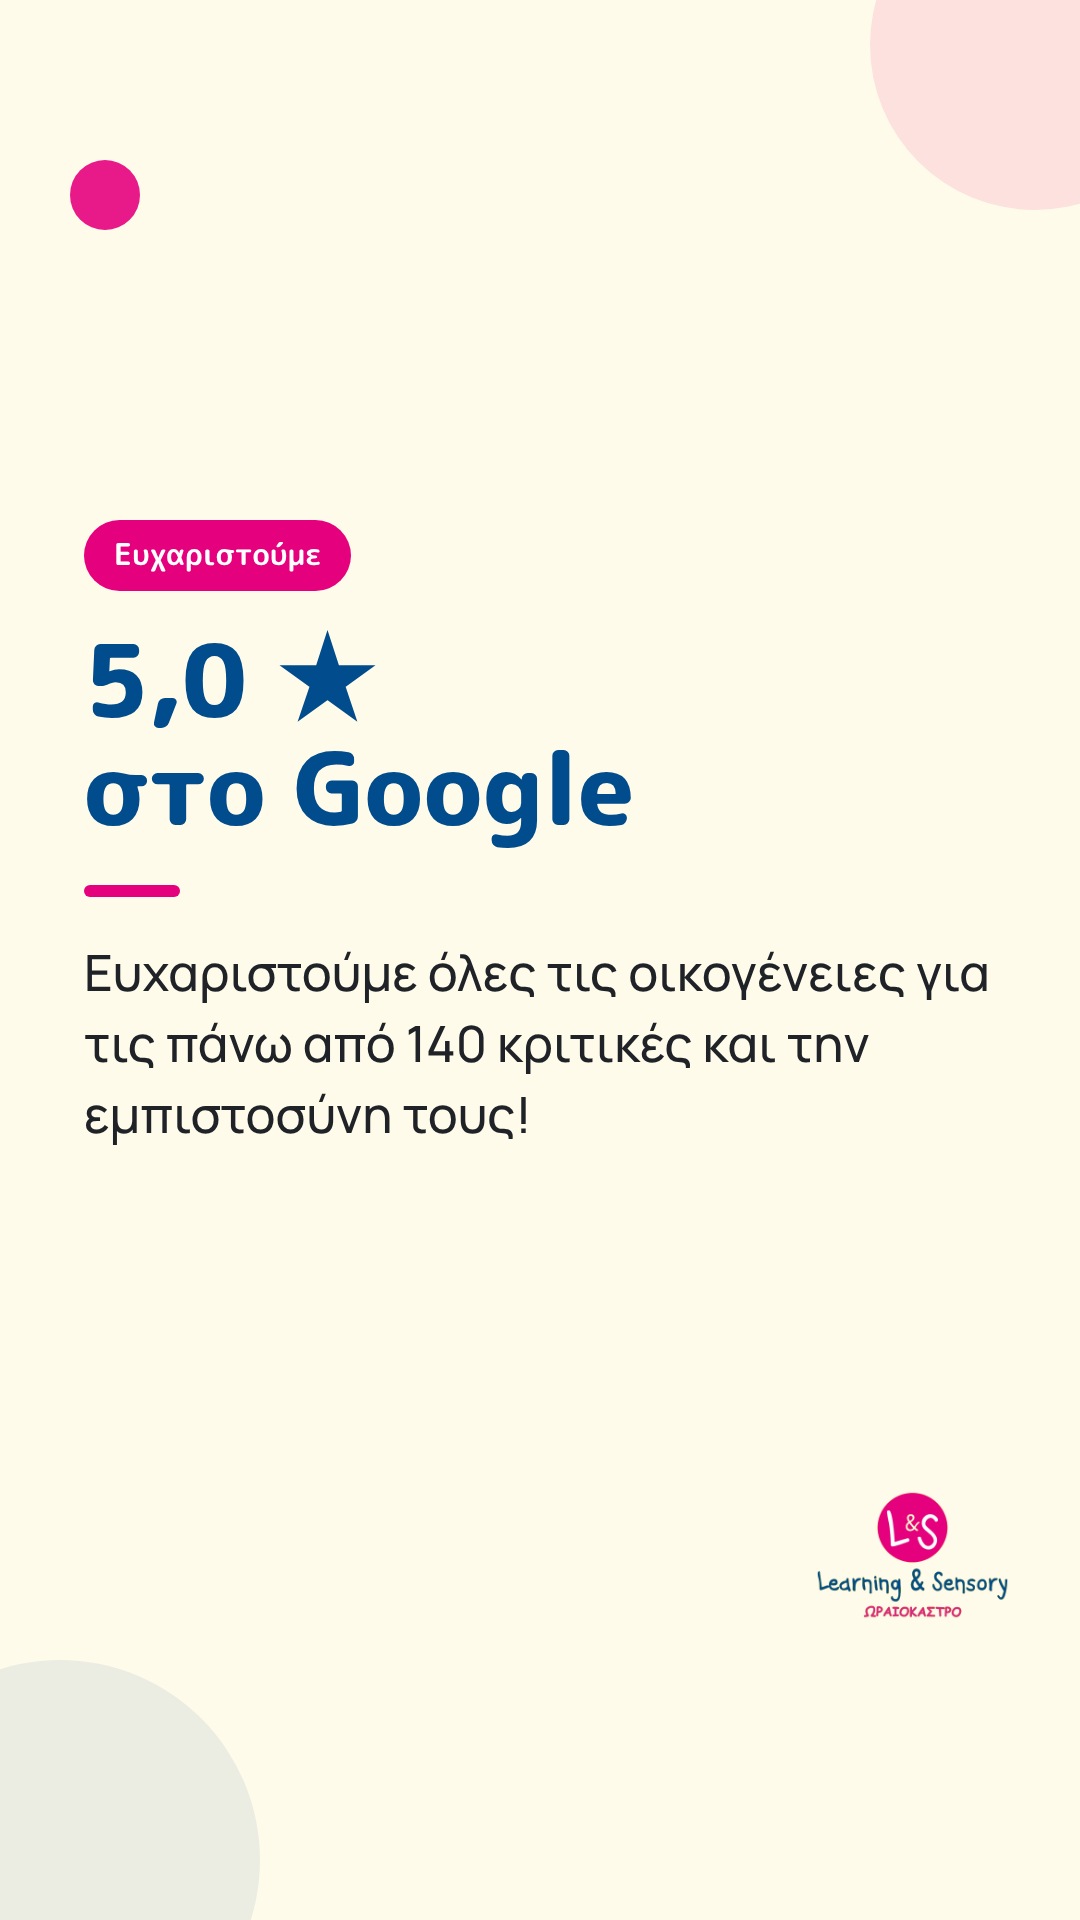 Ευχαριστούμε
5,0 ★
στο Google
Ευχαριστούμε όλες τις οικογένειες για
τις πάνω από 140 κριτικές και την
εμπιστοσύνη τους!
L&S
Learning & Sensory
ΩΡΑΙΟΚΑΣΤΡΟ